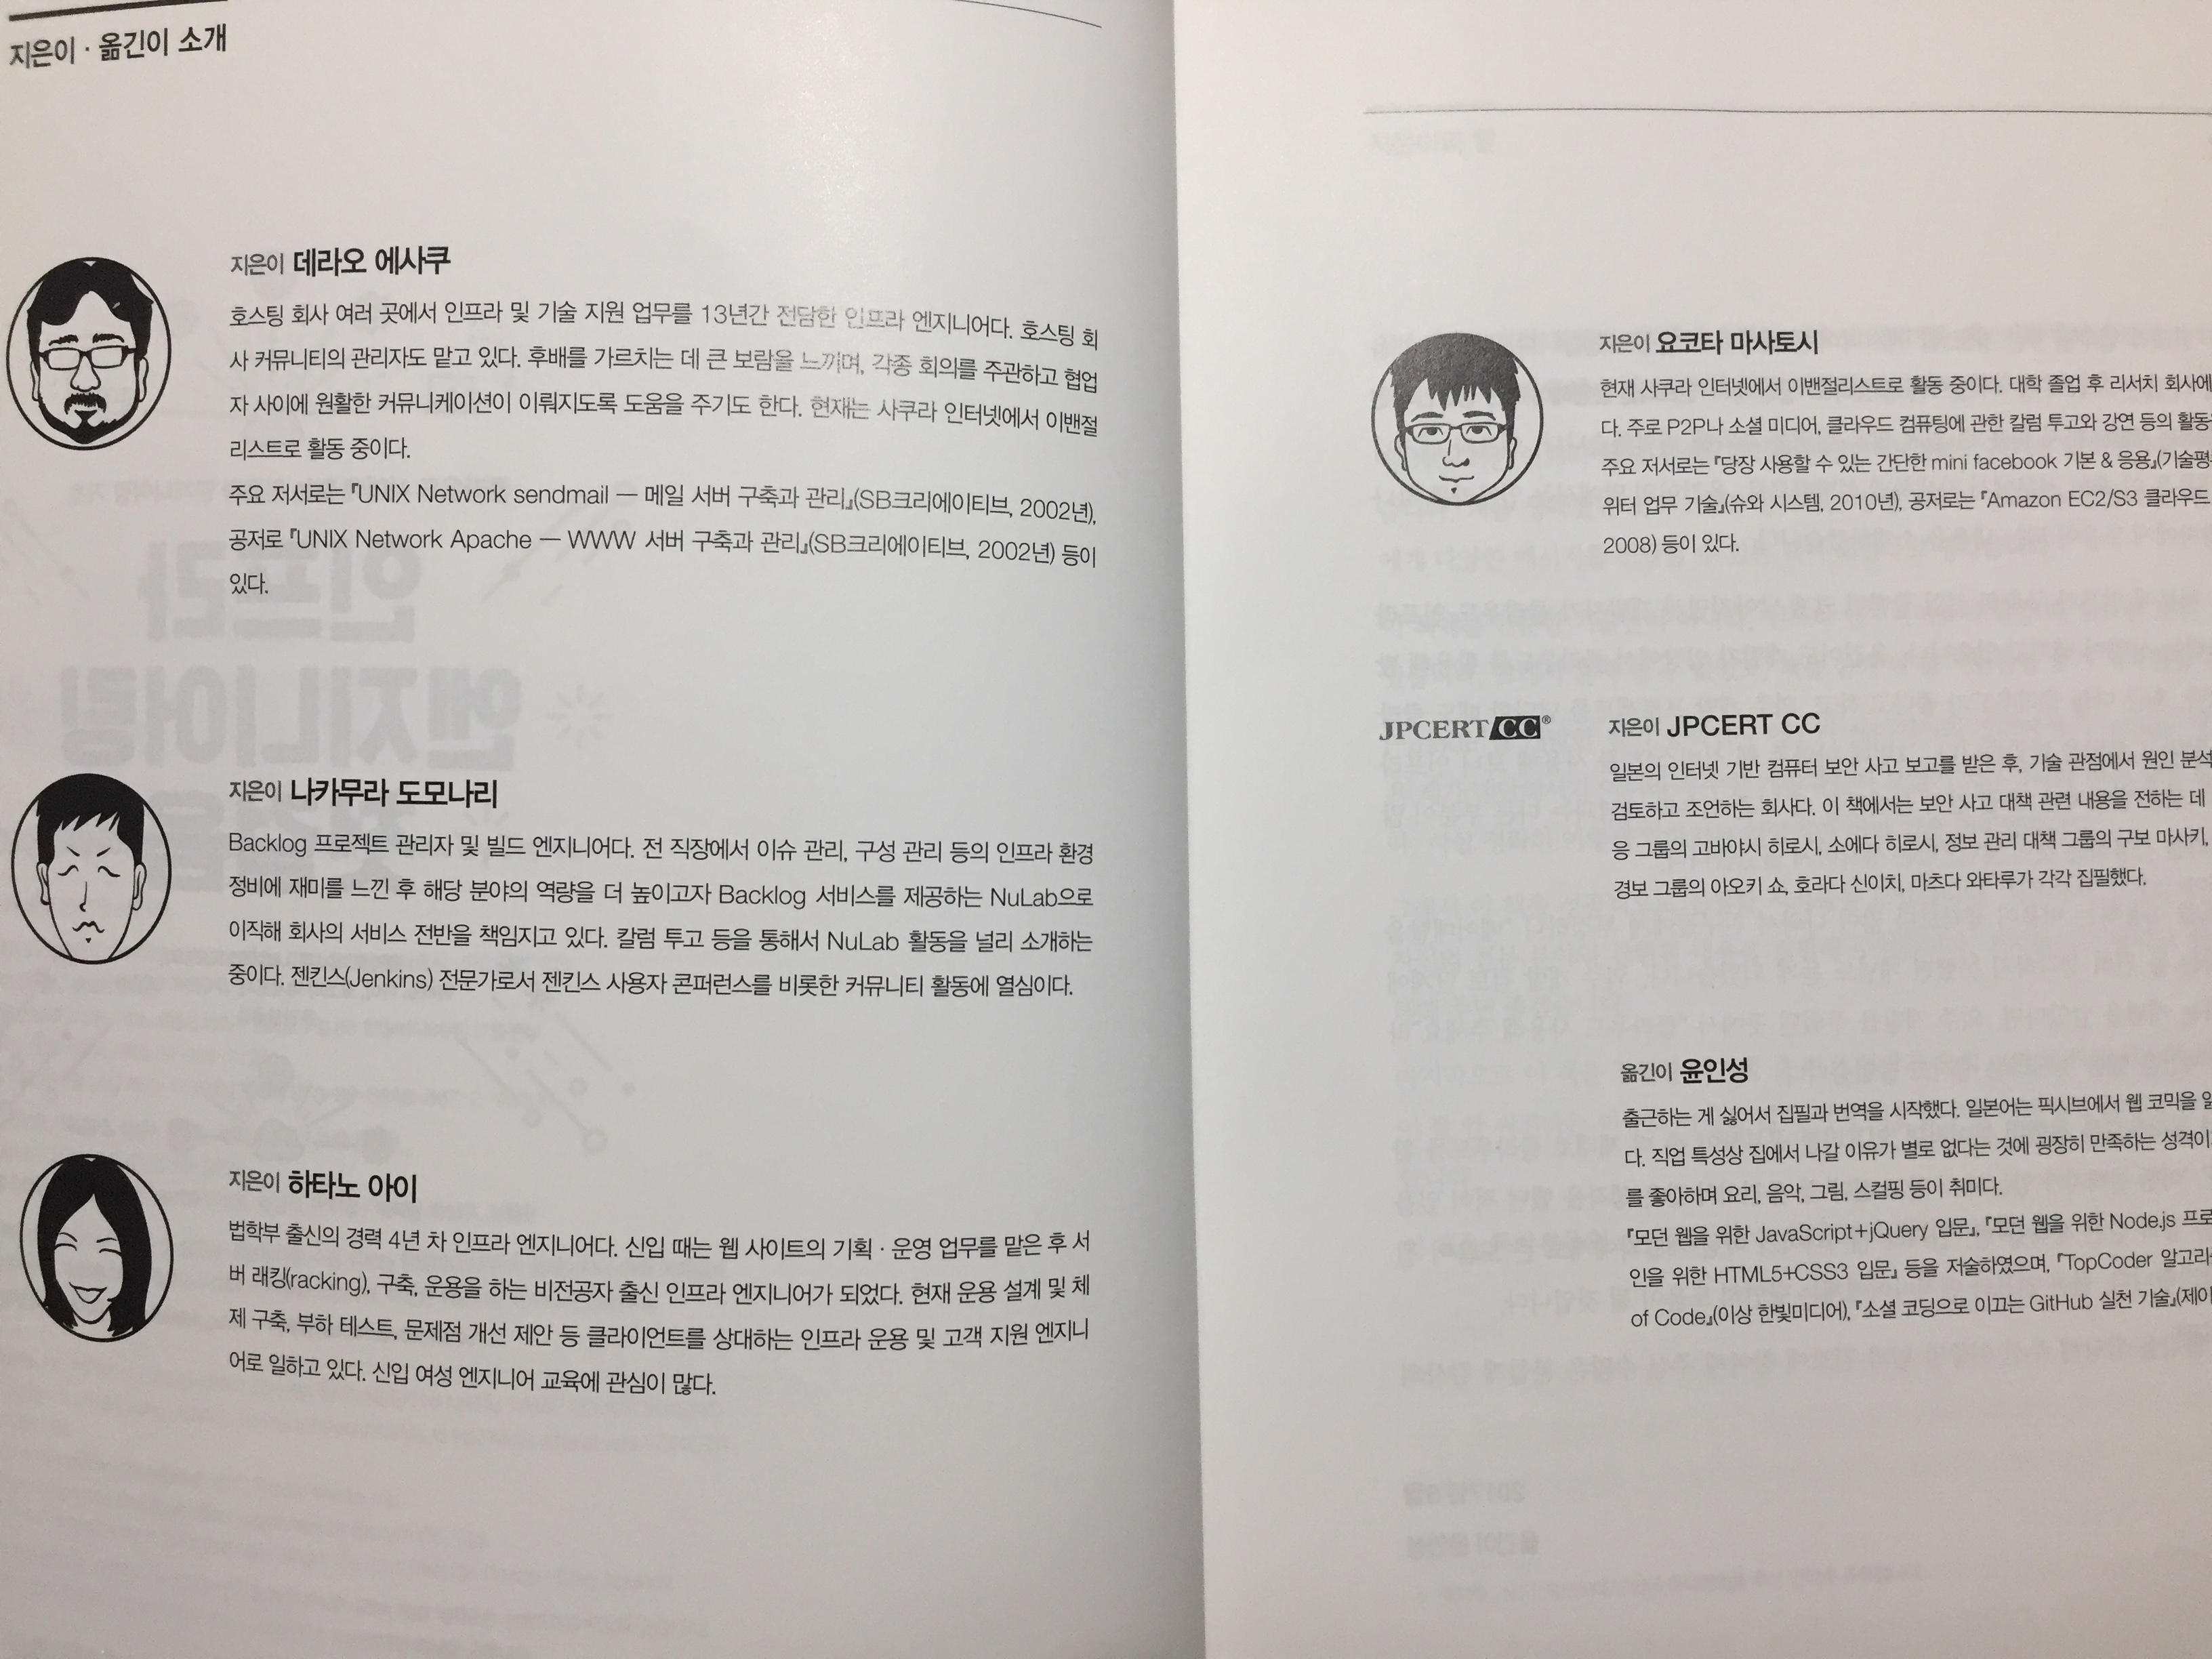 지은이 · 옮긴이 소개
지은이 데라오 에사쿠
호스팅 회사 여러 곳에서 인프라 및 기술 지원 업무를 13년간 전담한 인프라 엔지니어다. 호스팅 회
사 커뮤니티의 관리자도 맡고 있다. 후배를 가르치는 데 큰 보람을 느끼며, 각종 회의를 주관하고 협업
자 사이에 원활한 커뮤니케이션이 이뤄지도록 도움을 주기도 한다. 현재는 사쿠라 인터넷에서 이밴절
리스트로 활동 중이다.
주요 저서로는 『UNIX Network sendmail — 메일 서버 구축과 관리』(SB크리에이티브, 2002년),
공저로 『UNIX Network Apache — WWW 서버 구축과 관리』(SB크리에이티브, 2002년) 등이
있다.
지은이 나카무라 도모나리
Backlog 프로젝트 관리자 및 빌드 엔지니어다. 전 직장에서 이슈 관리, 구성 관리 등의 인프라 환경
정비에 재미를 느낀 후 해당 분야의 역량을 더 높이고자 Backlog 서비스를 제공하는 NuLab으로
이직해 회사의 서비스 전반을 책임지고 있다. 칼럼 투고 등을 통해서 NuLab 활동을 널리 소개하는
중이다. 젠킨스(Jenkins) 전문가로서 젠킨스 사용자 콘퍼런스를 비롯한 커뮤니티 활동에 열심이다.
지은이 하타노 아이
법학부 출신의 경력 4년 차 인프라 엔지니어다. 신입 때는 웹 사이트의 기획 · 운영 업무를 맡은 후 서
버 래킹(racking), 구축, 운용을 하는 비전공자 출신 인프라 엔지니어가 되었다. 현재 운용 설계 및 체
제 구축, 부하 테스트, 문제점 개선 제안 등 클라이언트를 상대하는 인프라 운용 및 고객 지원 엔지니
어로 일하고 있다. 신입 여성 엔지니어 교육에 관심이 많다.
지은이 요코타 마사토시
현재 사쿠라 인터넷에서 이밴절리스트로 활동 중이다. 대학 졸업 후 리서치 회사에
다. 주로 P2P나 소셜 미디어, 클라우드 컴퓨팅에 관한 칼럼 투고와 강연 등의 활동
주요 저서로는 『당장 사용할 수 있는 간단한 mini facebook 기본 & 응용』(기술평
위터 업무 기술』(슈와 시스템, 2010년), 공저로는 『Amazon EC2/S3 클라우드
2008) 등이 있다.
JPCERT CC®
지은이 JPCERT CC
일본의 인터넷 기반 컴퓨터 보안 사고 보고를 받은 후, 기술 관점에서 원인 분석
검토하고 조언하는 회사다. 이 책에서는 보안 사고 대책 관련 내용을 전하는 데
응 그룹의 고바야시 히로시, 소에다 히로시, 정보 관리 대책 그룹의 구보 마사키,
경보 그룹의 아오키 쇼, 호라다 신이치, 마츠다 와타루가 각각 집필했다.
옮긴이 윤인성
출근하는 게 싫어서 집필과 번역을 시작했다. 일본어는 픽시브에서 웹 코믹을
다. 직업 특성상 집에서 나갈 이유가 별로 없다는 것에 굉장히 만족하는 성격이
를 좋아하며 요리, 음악, 그림, 스컬핑 등이 취미다.
『모던 웹을 위한 JavaScript+jQuery 입문』, 『모던 웹을 위한 Node.js 프로
인을 위한 HTML5+CSS3 입문』 등을 저술하였으며, 『TopCoder 알고리
of Code』(이상 한빛미디어), 『소셜 코딩으로 이끄는 GitHub 실천 기술』(제이